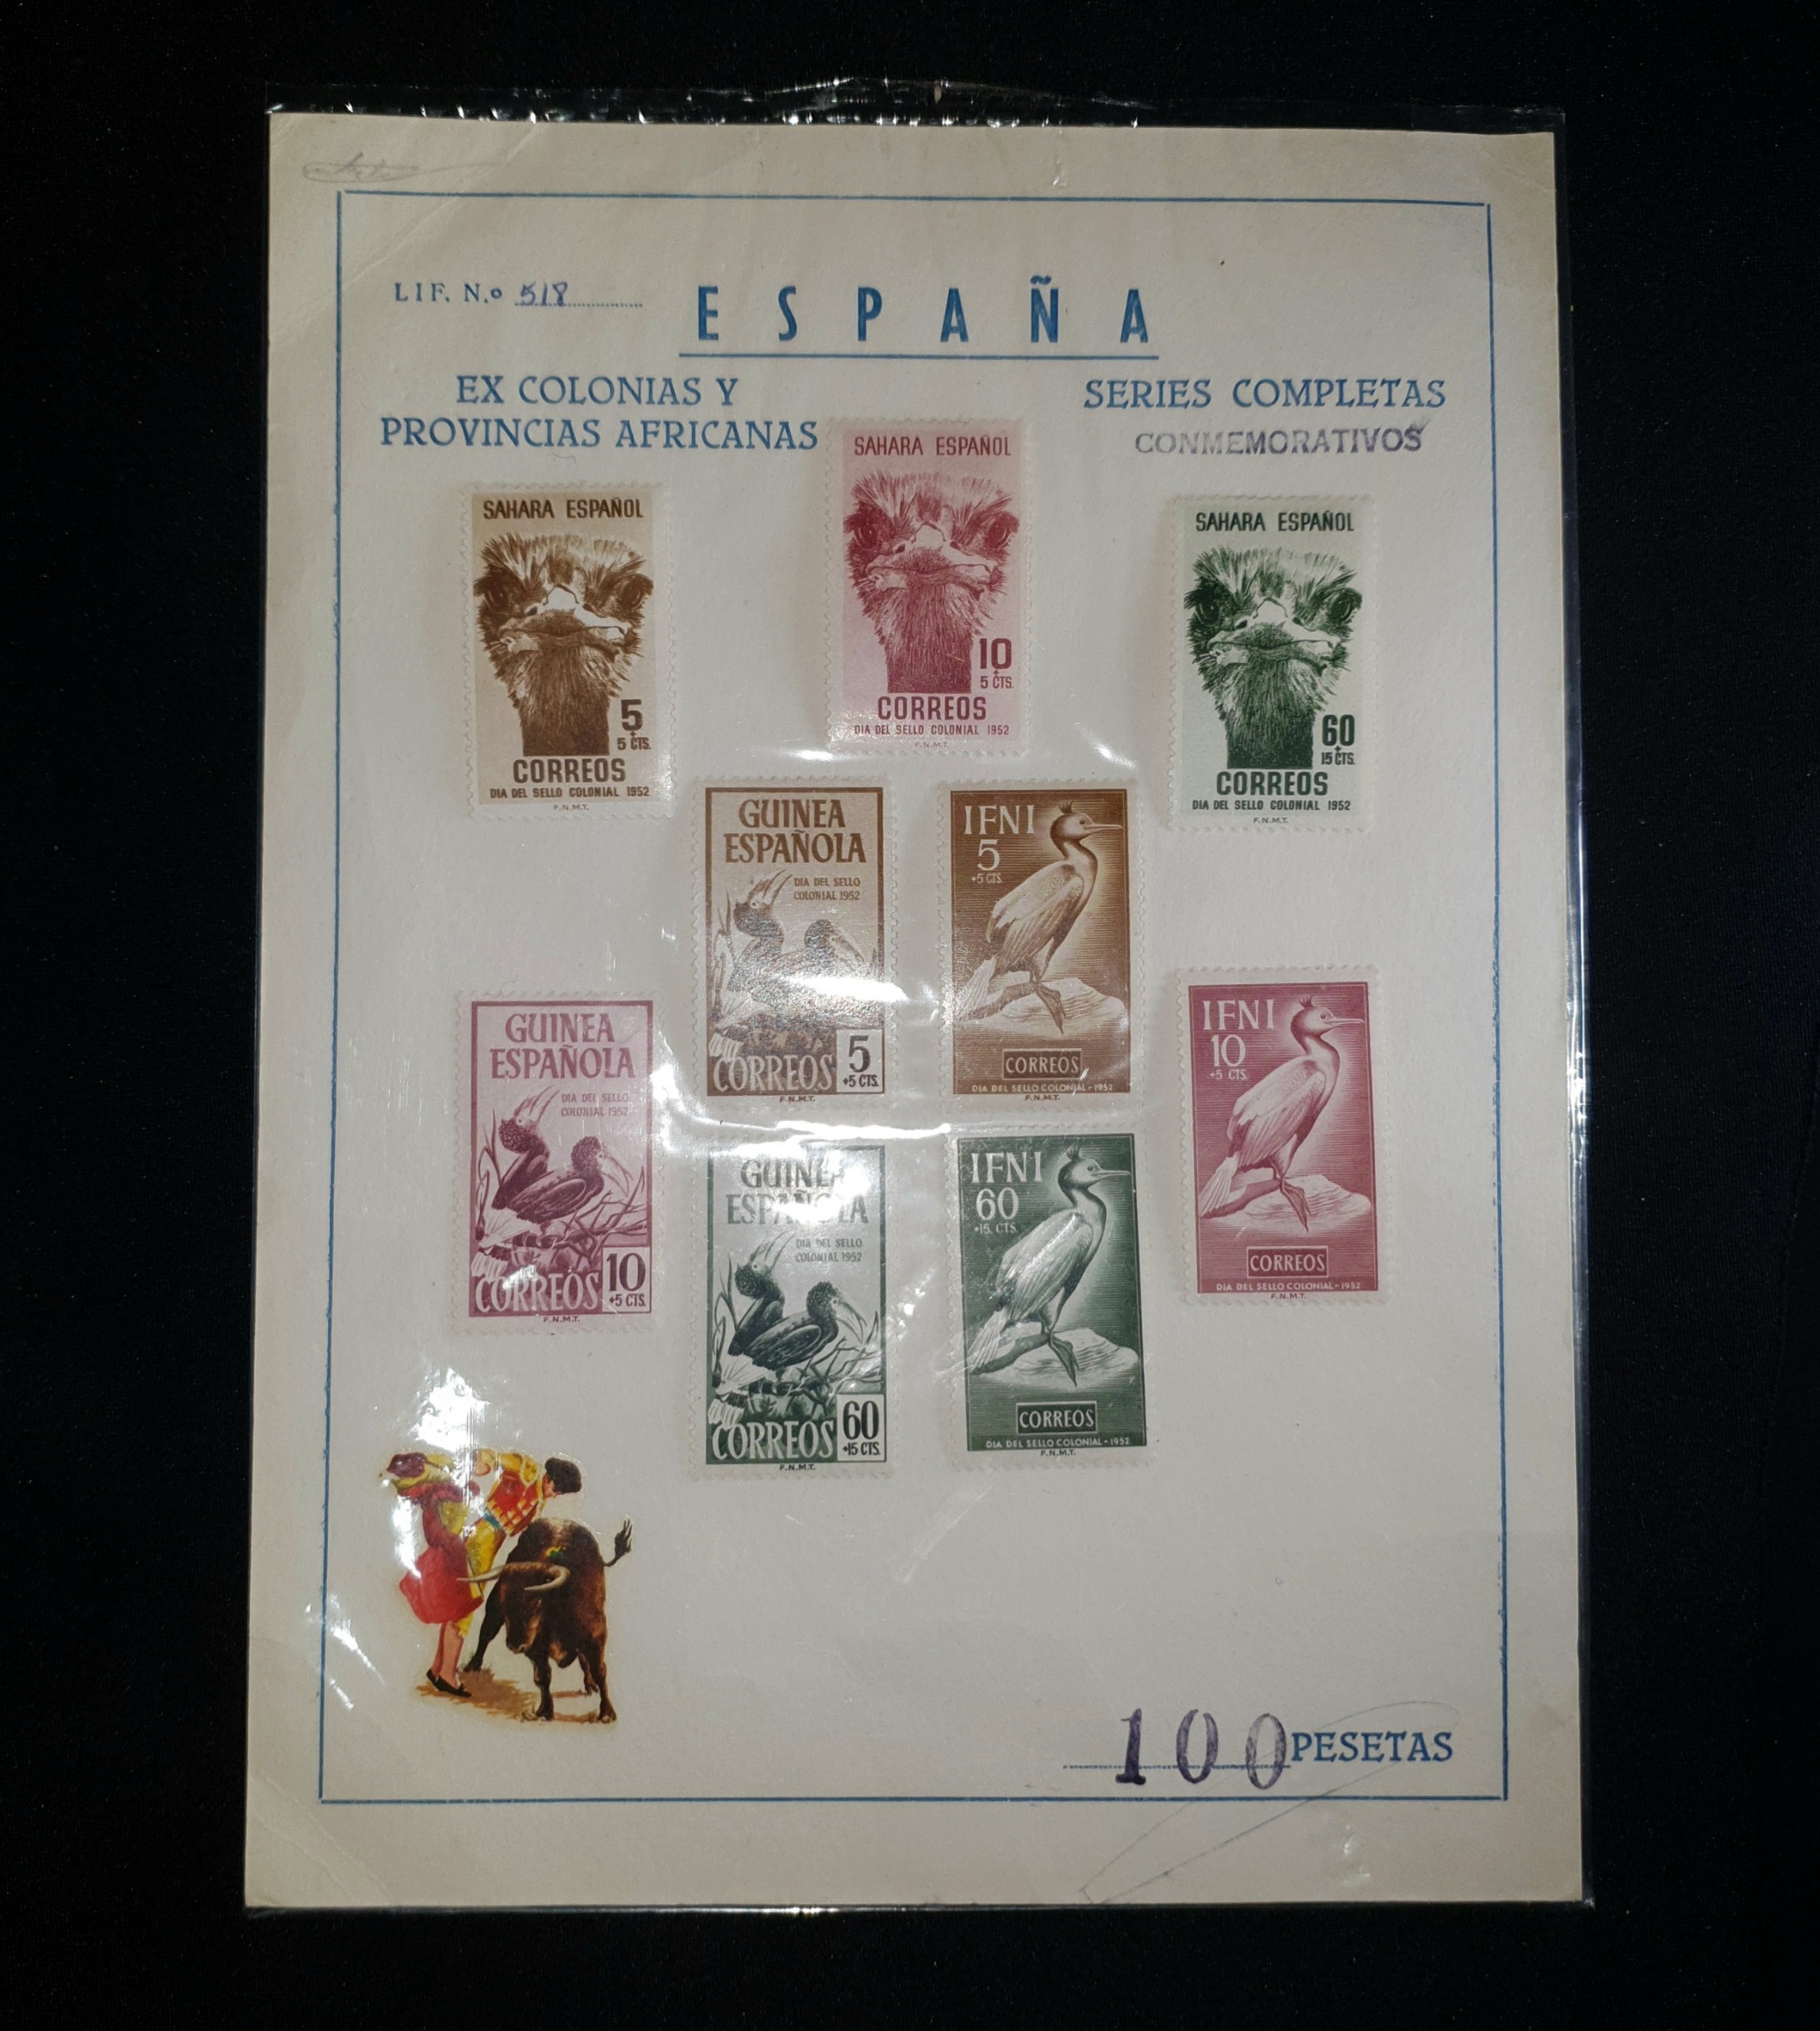 LIF. N.o 518
ESPAÑA
EX COLONIAS Y
PROVINCIAS AFRICANAS
SERIES COMPLETAS
CONMEMORATIVOS
SAHARA ESPAÑOL
5
+
5 CTS.
CORREOS
DIA DEL SELLO COLONIAL 1952
F.N.M.T.
SAHARA ESPAÑOL
10
+
5 CTS.
CORREOS
DIA DEL SELLO COLONIAL 1952
F.N.M.T.
SAHARA ESPAÑOL
60
+
15 CTS.
CORREOS
DIA DEL SELLO COLONIAL 1952
F.N.M.T.
GUINEA
ESPAÑOLA
DIA DEL SELLO
COLONIAL 1952
CORREOS
5
+5 CTS.
F.N.M.T.
IFNI
5
+5 CTS.
CORREOS
DIA DEL SELLO COLONIAL-1952
F.N.M.T.
GUINEA
ESPAÑOLA
DIA DEL SELLO
COLONIAL 1952
CORREOS
10
+5 CTS.
F.N.M.T.
IFNI
10
+5 CTS.
CORREOS
DIA DEL SELLO COLONIAL-1952
F.N.M.T.
GUINEA
ESPAÑOLA
DIA DEL SELLO
COLONIAL 1952
CORREOS
60
+15 CTS.
F.N.M.T.
IFNI
60
+15 CTS.
CORREOS
DIA DEL SELLO COLONIAL-1952
F.N.M.T.
100 PESETAS